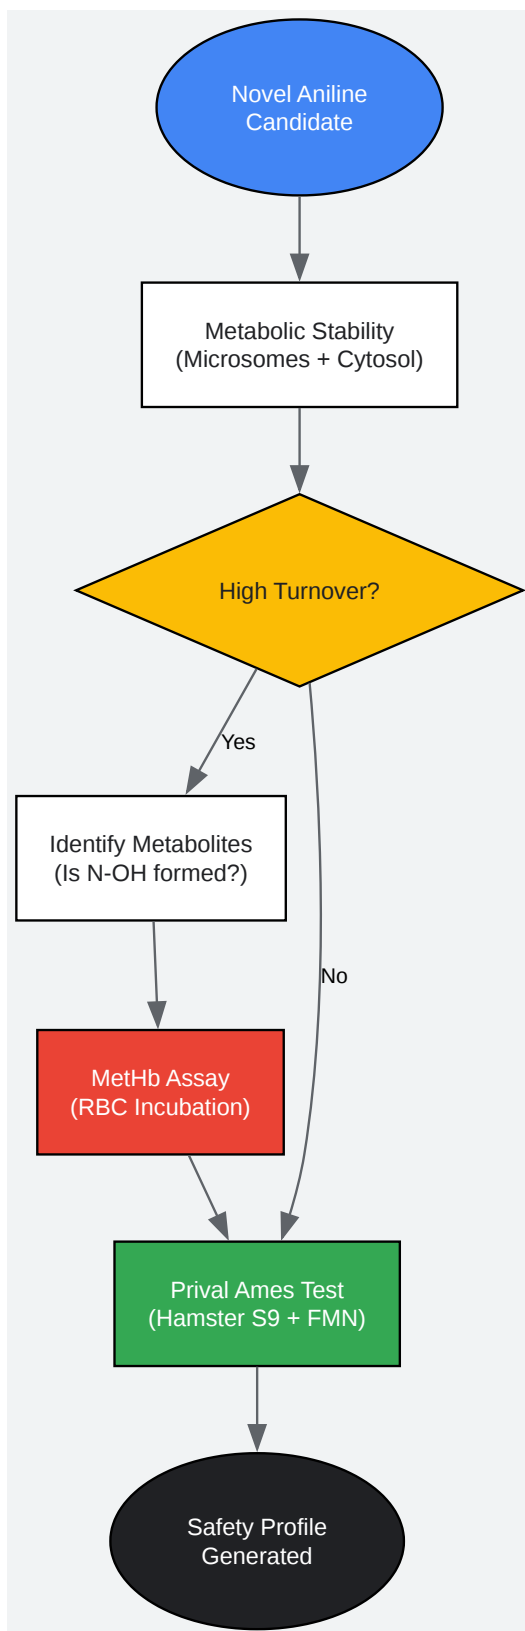 Novel Aniline
Candidate
Metabolic Stability
(Microsomes + Cytosol)
High Turnover?
Yes
Identify Metabolites
(Is N-OH formed?)
No
MetHb Assay
(RBC Incubation)
Prival Ames Test
(Hamster S9 + FMN)
Safety Profile
Generated